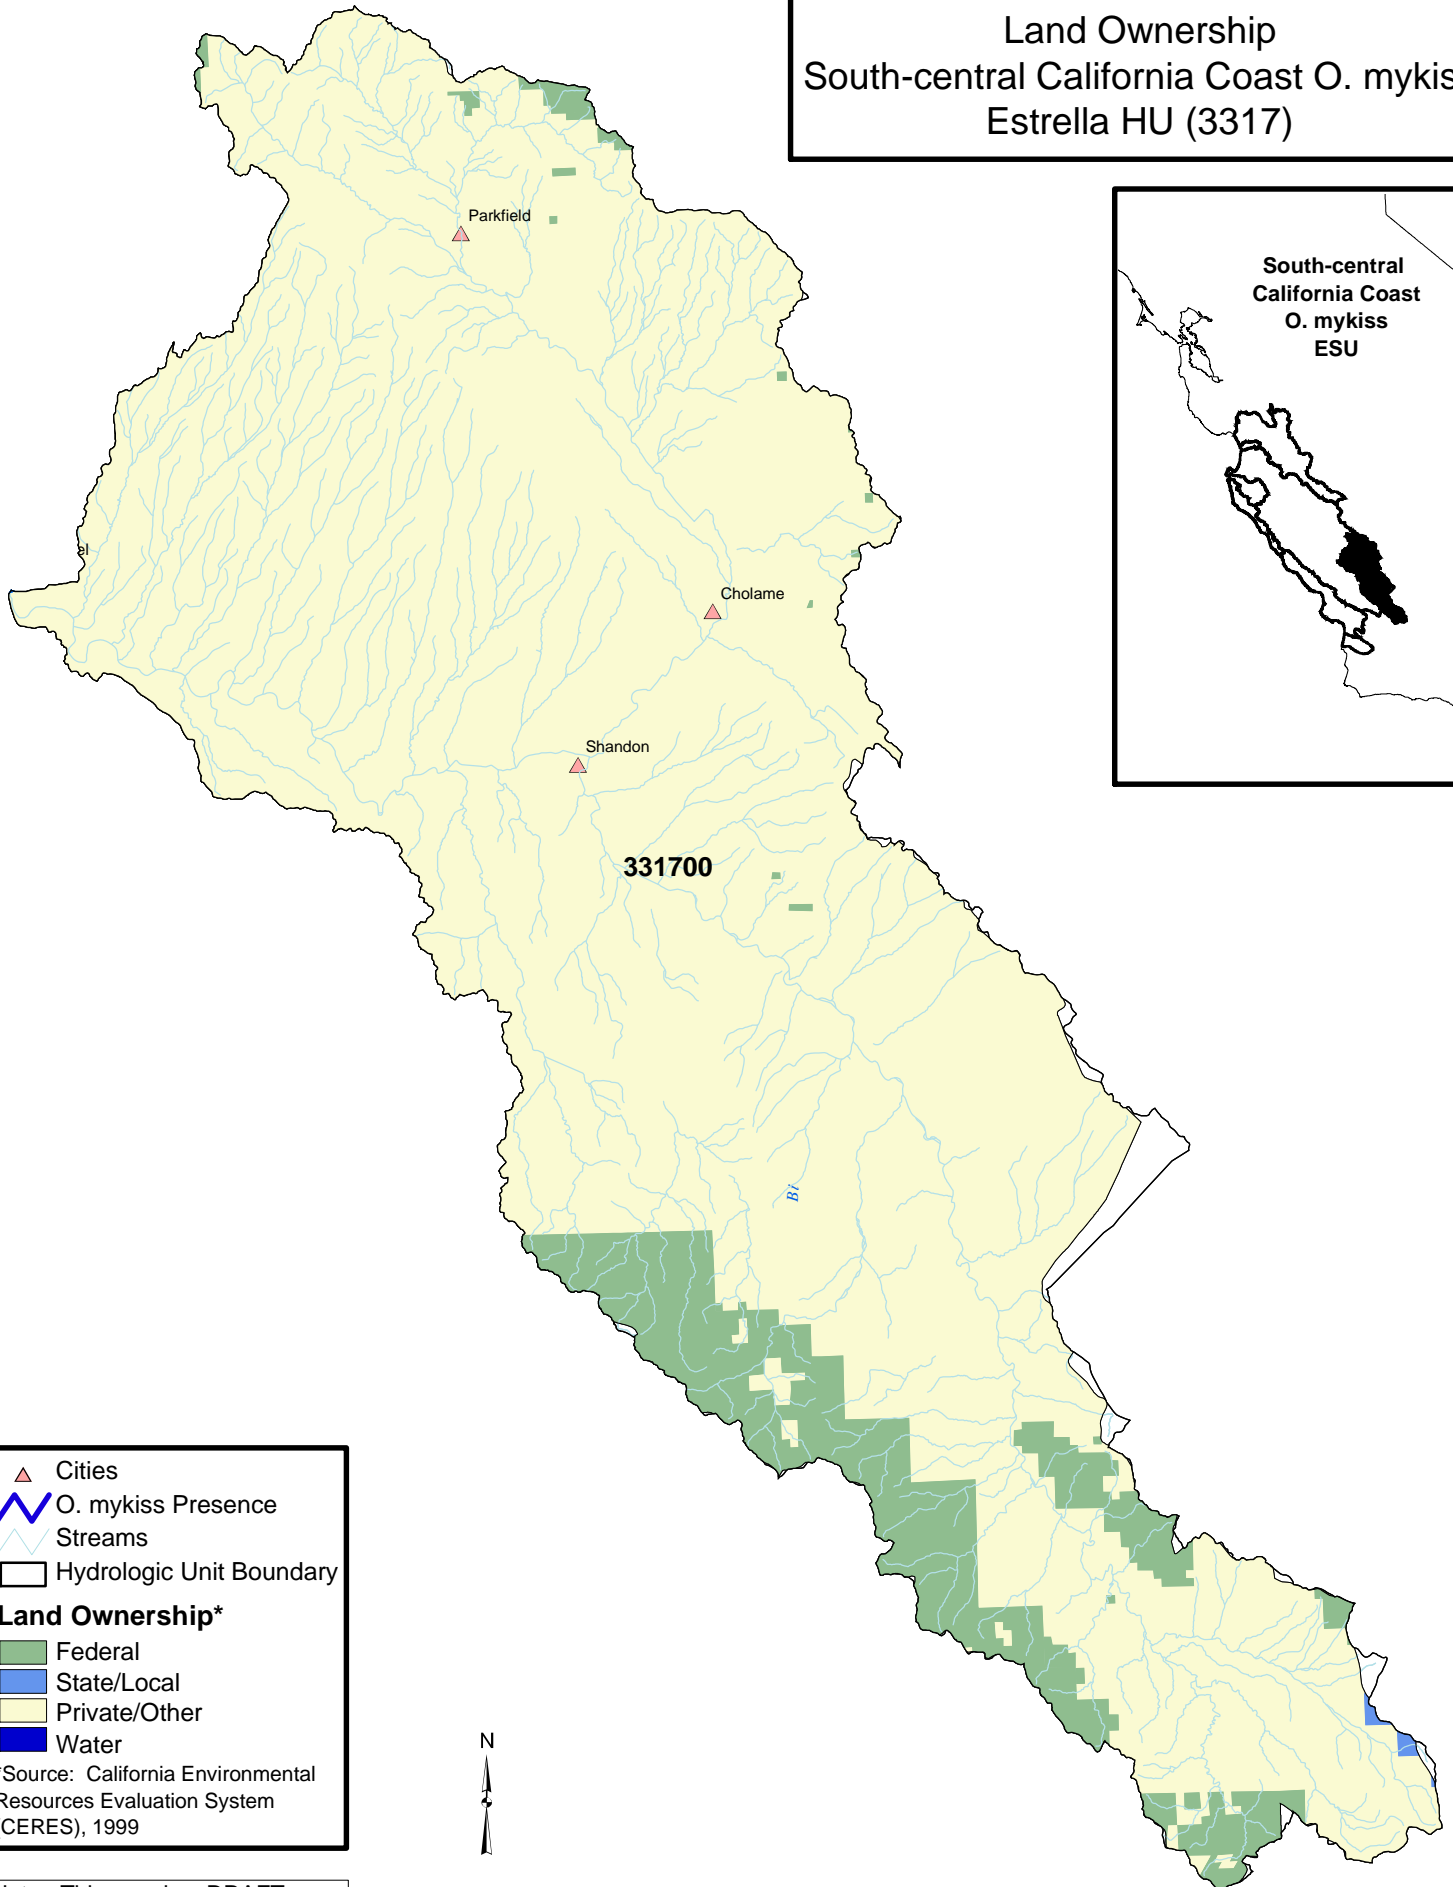 Land Ownership
South-central California Coast O. mykis
Estrella HU (3317)
South-central
California Coast
O. mykiss
ESU
Parkfield
el
Cholame
Shandon
331700
Bi
Cities
O. mykiss Presence
Streams
Hydrologic Unit Boundary
Land Ownership*
Federal
State/Local
Private/Other
Water
*Source: California Environmental
Resources Evaluation System
(CERES), 1999
N